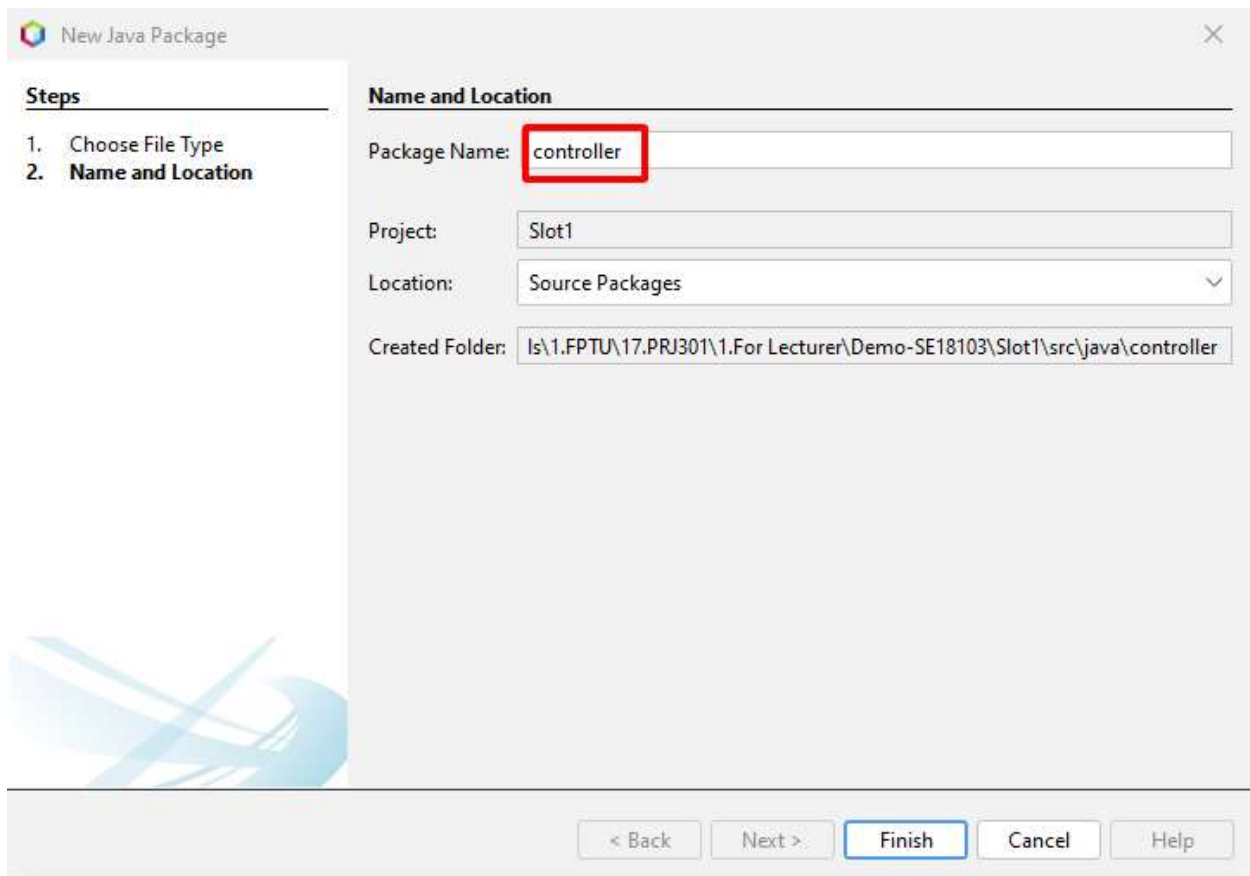 New Java Package
Steps
1. Choose File Type
2. Name and Location
Name and Location
Package Name: controller
Project: Slot1
Location: Source Packages
Created Folder: ls\1.FPTU\17.PRJ301\1.For Lecturer\Demo-SE18103\Slot1\src\java\controller
< Back Next > Finish Cancel Help